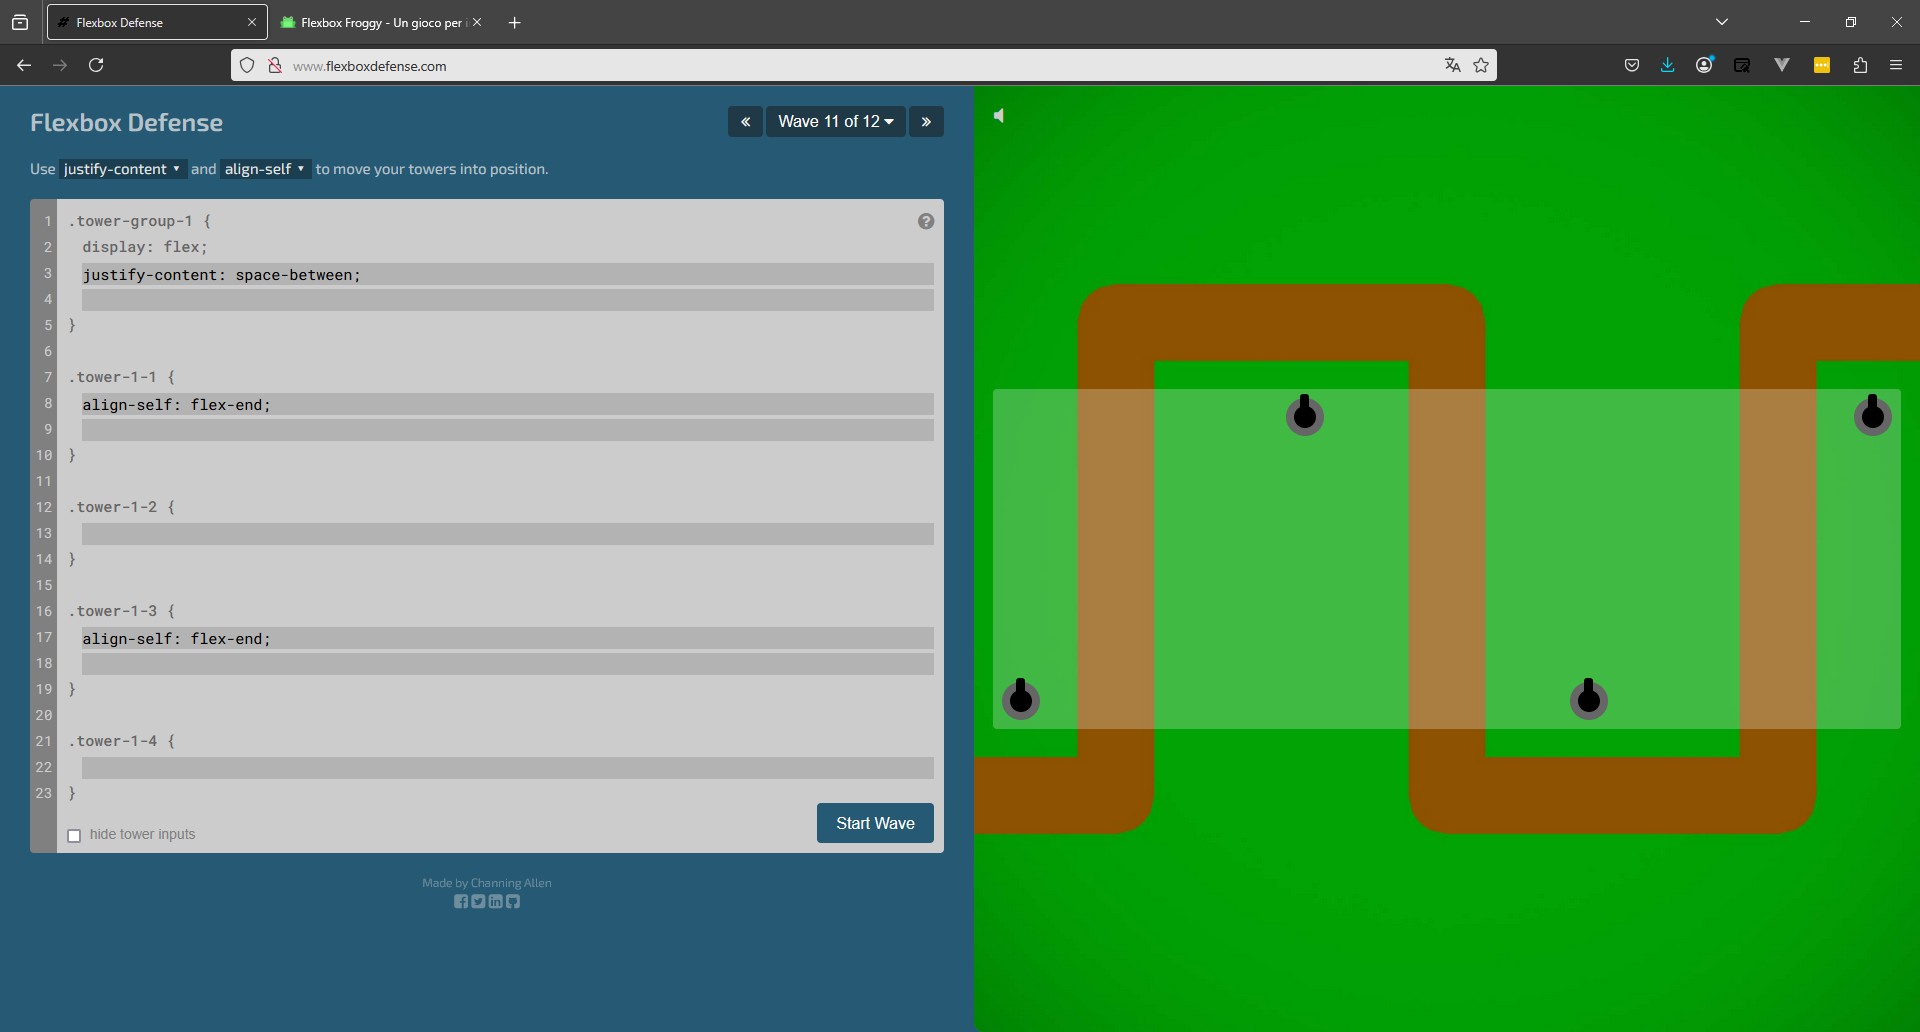 Flexbox Defense
Flexbox Froggy - Un gioco per i
www.flexboxdefense.com
Flexbox Defense
« Wave 11 of 12 »
Use justify-content and align-self to move your towers into position.
1 .tower-group-1 {
2 display: flex;
3 justify-content: space-between;
4
5 }
6
7 .tower-1-1 {
8 align-self: flex-end;
9
10 }
11
12 .tower-1-2 {
13
14 }
15
16 .tower-1-3 {
17 align-self: flex-end;
18
19 }
20
21 .tower-1-4 {
22
23 }
hide tower inputs
Start Wave
Made by Channing Allen